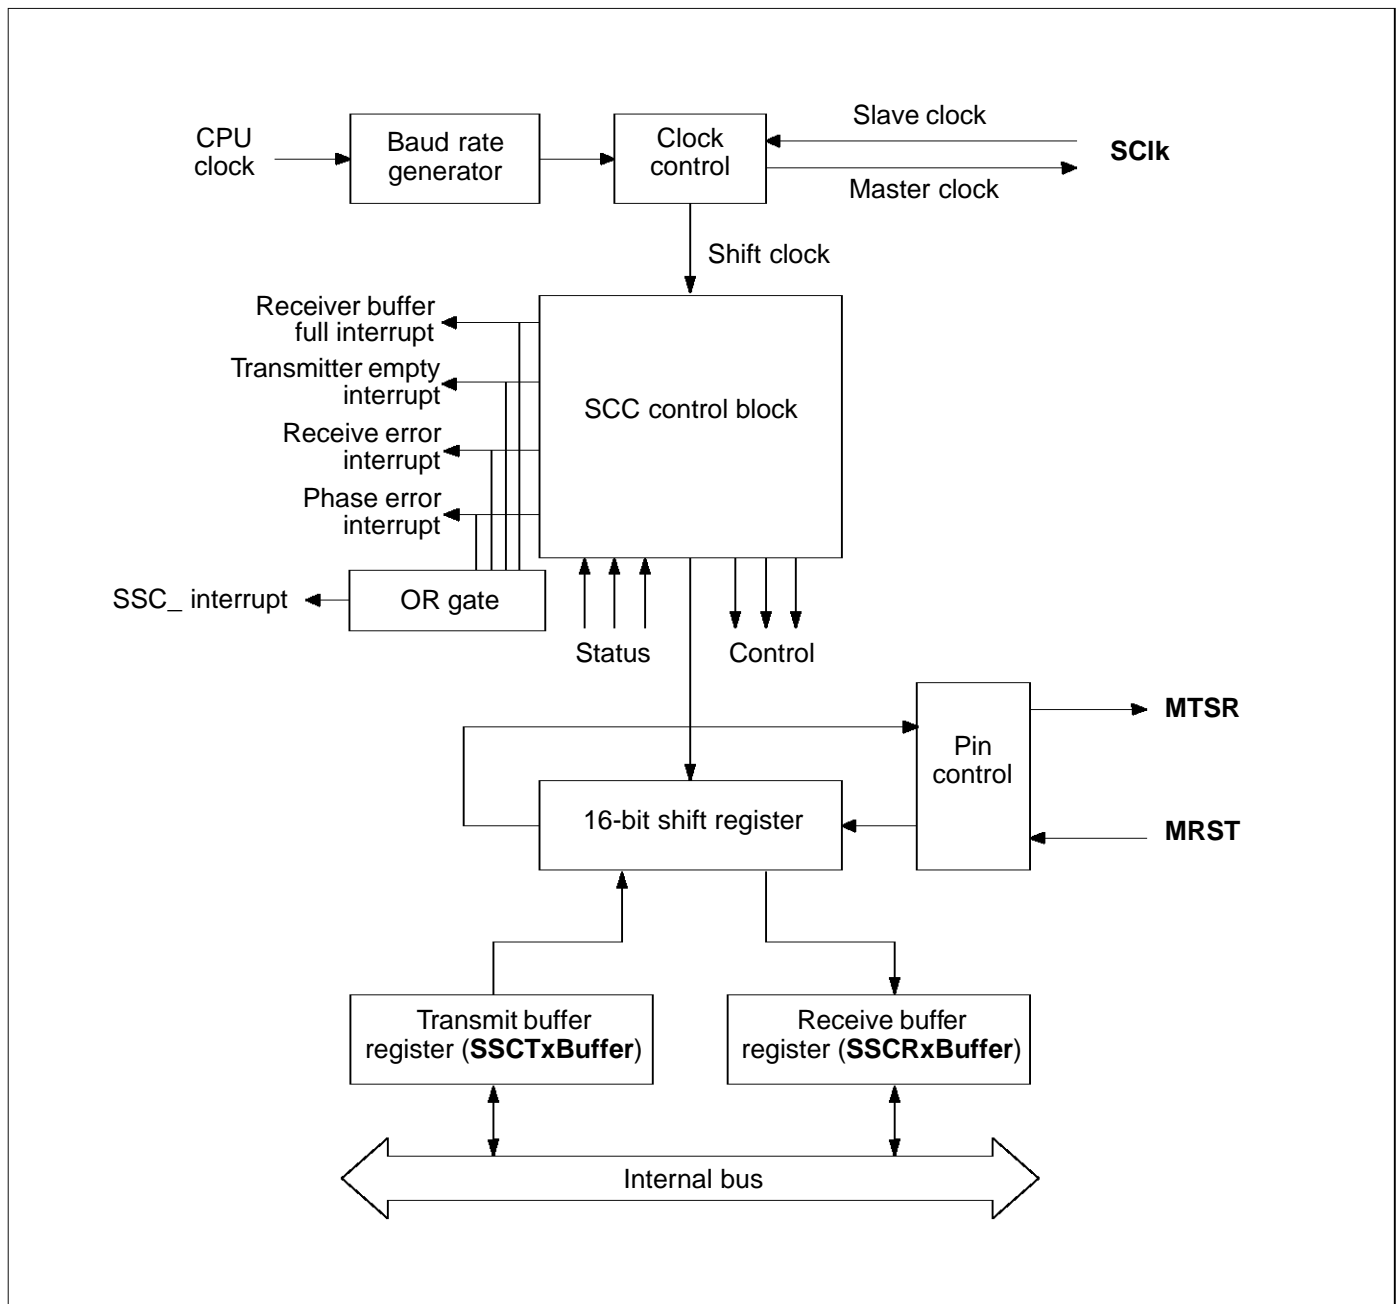 CPU
clock
Baud rate
generator
Clock
control
Slave clock
SClk
Master clock
Shift clock
Receiver buffer
full interrupt
Transmitter empty
interrupt
Receive error
interrupt
Phase error
interrupt
SCC control block
SSC_ interrupt
OR gate
Status
Control
MTSR
Pin
control
16-bit shift register
MRST
Transmit buffer
register (SSCTxBuffer)
Receive buffer
register (SSCRxBuffer)
Internal bus